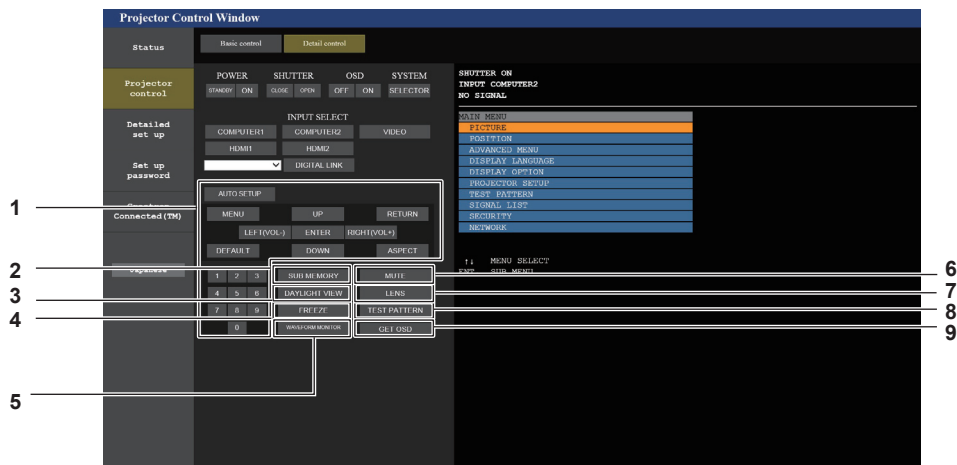 Projector Control Window
Status
Basic control
Detail control
Projector
control
Detailed
set up
Set up
password
Connected(TM)
POWER
SHUTTER
OSD
SYSTEM
STANDBY
ON
CLOSE
OPEN
OFF
ON
SELECTOR
INPUT SELECT
COMPUTER1
COMPUTER2
VIDEO
HDMI1
HDMI2
DIGITAL LINK
AUTO SETUP
MENU
UP
RETURN
LEFT(VOL-)
ENTER
RIGHT(VOL+)
DEFAULT
DOWN
ASPECT
1 2 3
SUB MEMORY
MUTE
4 5 6
DAYLIGHT VIEW
LENS
7 8 9
FREEZE
TEST PATTERN
0
WAVEFORM MONITOR
GET OSD
SHUTTER ON
INPUT COMPUTER2
NO SIGNAL
MAIN MENU
PICTURE
POSITION
ADVANCED MENU
DISPLAY LANGUAGE
DISPLAY OPTION
PROJECTOR SETUP
TEST PATTERN
SIGNAL LIST
SECURITY
NETWORK
↑↓ MENU SELECT
ENT SUB MENU
1
2
3
4
5
6
7
8
9